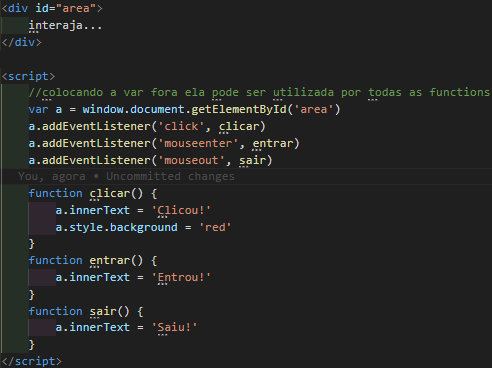 <div id="area">
    interaja...
</div>

<script>
    //colocando a var fora ela pode ser utilizada por todas as functions
    var a = window.document.getElementById('area')
    a.addEventListener('click', clicar)
    a.addEventListener('mouseenter', entrar)
    a.addEventListener('mouseout', sair)
You, agora • Uncommitted changes
    function clicar() {
        a.innerText = 'Clicou!'
        a.style.background = 'red'
    }
    function entrar() {
        a.innerText = 'Entrou!'
    }
    function sair() {
        a.innerText = 'Saiu!'
    }
</script>